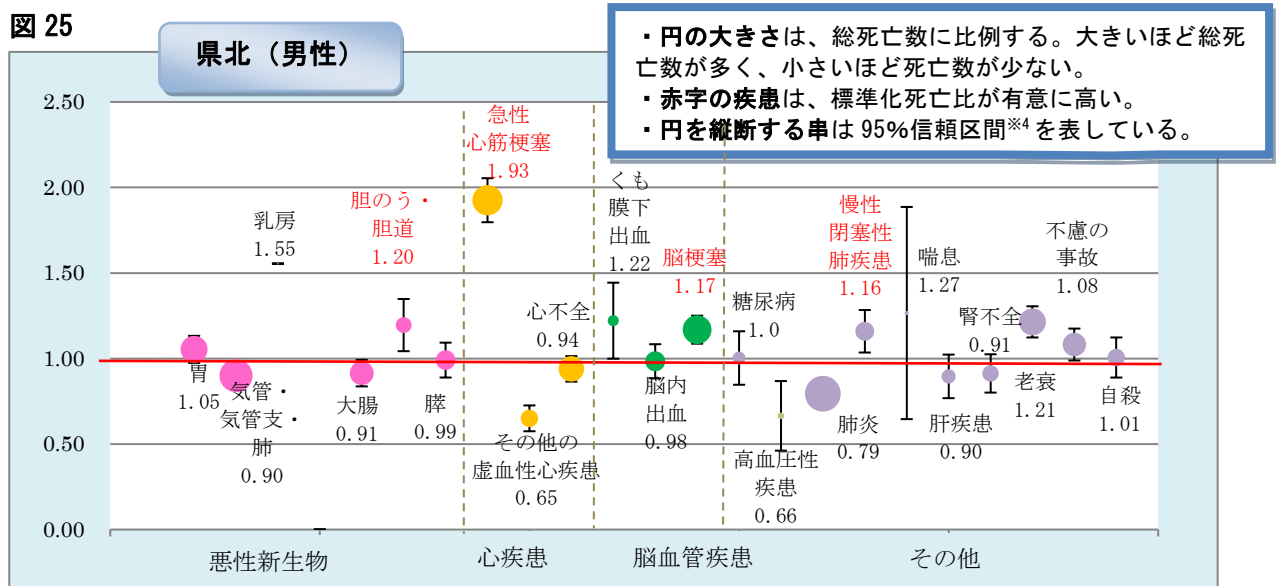 図 25
県北（男性）
・円の大きさは、総死亡数に比例する。大きいほど総死
亡数が多く、小さいほど死亡数が少ない。
・赤字の疾患は、標準化死亡比が有意に高い。
・円を縦断する串は 95%信頼区間※4 を表している。
2.50
2.00
1.50
1.00
0.50
0.00
胃
1.05
気管・
気管支・
肺
0.90
乳房
1.55
大腸
0.91
胆のう・
胆道
1.20
膵
0.99
急性
心筋梗塞
1.93
その他の
虚血性心疾患
0.65
心不全
0.94
くも
膜下
出血
1.22
脳内
出血
0.98
脳梗塞
1.17
糖尿病
1.0
高血圧性
疾患
0.66
肺炎
0.79
慢性
閉塞性
肺疾患
1.16
喘息
1.27
肝疾患
0.90
腎不全
0.91
老衰
1.21
不慮の
事故
1.08
自殺
1.01
悪性新生物
心疾患
脳血管疾患
その他